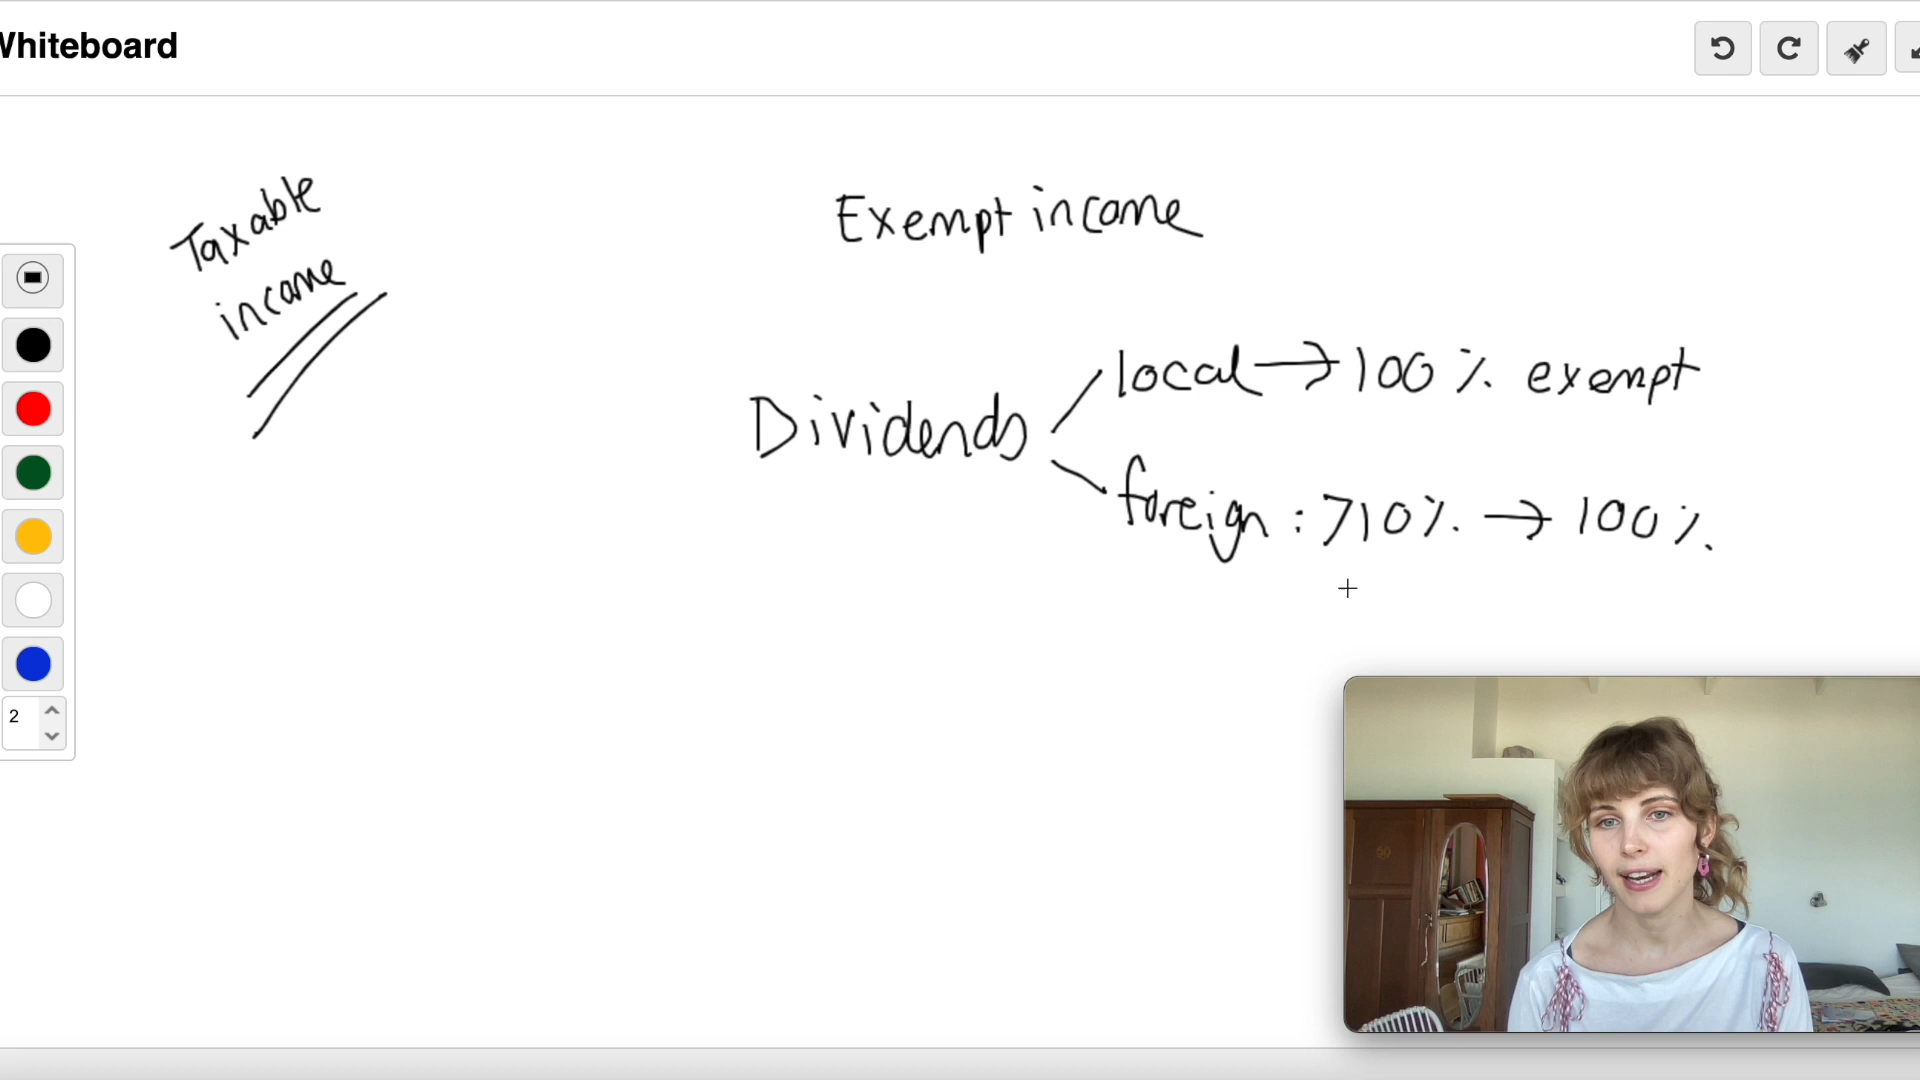 Whiteboard
Taxable
income
Exempt income
Dividends
local → 100 % exempt
foreign : >10% → 100%.
2